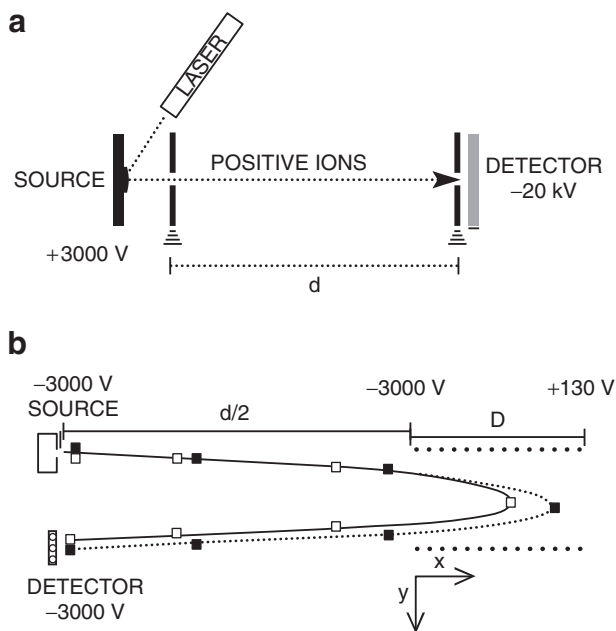 a
LASER
SOURCE
POSITIVE IONS
DETECTOR
−20 kV
+3000 V
d
b
−3000 V
SOURCE
d/2
−3000 V
+130 V
D
DETECTOR
−3000 V
x
y